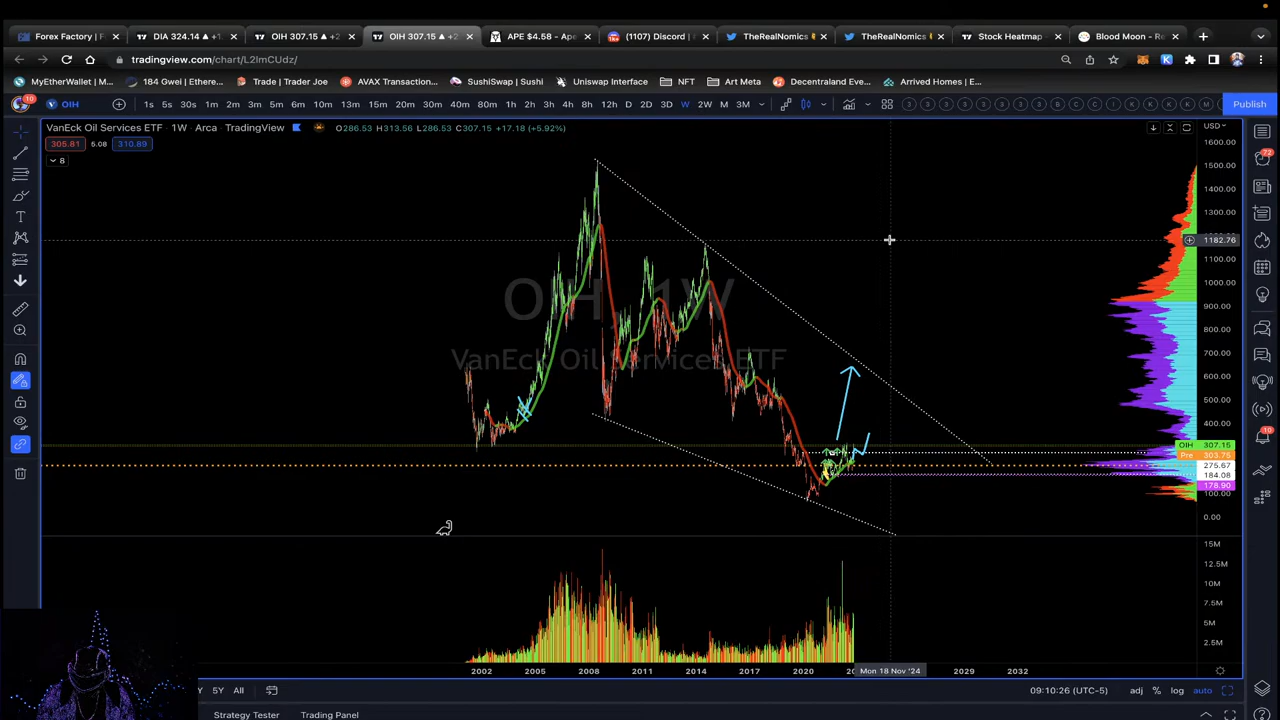 Forex Factory | F
DIA 324.14 ▲ +1.
OIH 307.15 ▲ +2
OIH 307.15 ▲ +2
APE $4.58 - Ape
(1107) Discord |
TheRealNomics
TheRealNomics
Stock Heatmap
Blood Moon - Re
tradingview.com/chart/L2lmCUdz/
MyEtherWallet | M...
184 Gwei | Ethere...
Trade | Trader Joe
AVAX Transaction...
SushiSwap | Sushi
Uniswap Interface
NFT
Art Meta
Decentraland Eve...
Arrived Homes | E...
10
OIH
1s 5s 30s 1m 2m 3m 5m 6m 10m 13m 15m 20m 30m 40m 80m 1h 2h 3h 4h 8h 12h D 2D 3D W 2W M 3M
Publish
VanEck Oil Services ETF · 1W · Arca · TradingView
O286.53 H313.56 L286.53 C307.15 +17.18 (+5.92%)
USD
305.81 5.08 310.89
8
72
10
1600.00
1500.00
1400.00
1300.00
1182.76
1100.00
1000.00
900.00
800.00
700.00
600.00
500.00
400.00
OIH 307.15
Pre 303.75
275.67
184.08
178.90
100.00
0.00
OIH, 1W
VanEck Oil Services ETF
15M
12.5M
10M
7.5M
5M
2.5M
2002 2005 2008 2011 2014 2017 2020 Mon 18 Nov '24 2029 2032
5Y All
09:10:26 (UTC-5)
adj % log auto
Strategy Tester
Trading Panel